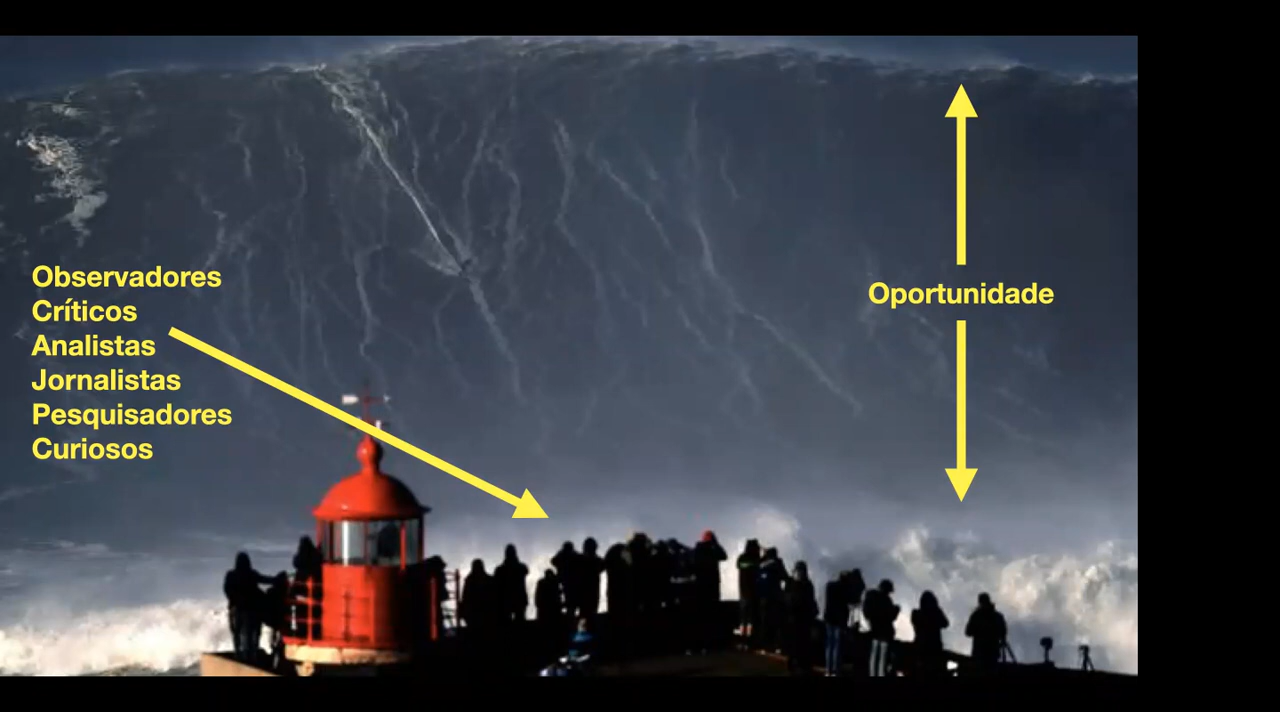 Observadores
Críticos
Analistas
Jornalistas
Pesquisadores
Curiosos
Oportunidade